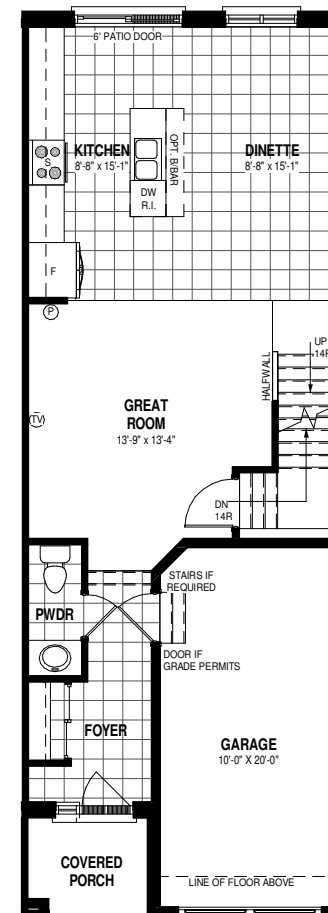 6' PATIO DOOR
KITCHEN
8'-8" x 15'-1"
S
OPT. B/BAR
DINETTE
8'-8" x 15'-1"
DW
R.I.
F
P
UP
14R
HALFWALL
GREAT
ROOM
13'-9" x 13'-4"
TV
DN
14R
STAIRS IF
REQUIRED
PWDR
DOOR IF
GRADE PERMITS
FOYER
GARAGE
10'-0" X 20'-0"
COVERED
PORCH
LINE OF FLOOR ABOVE